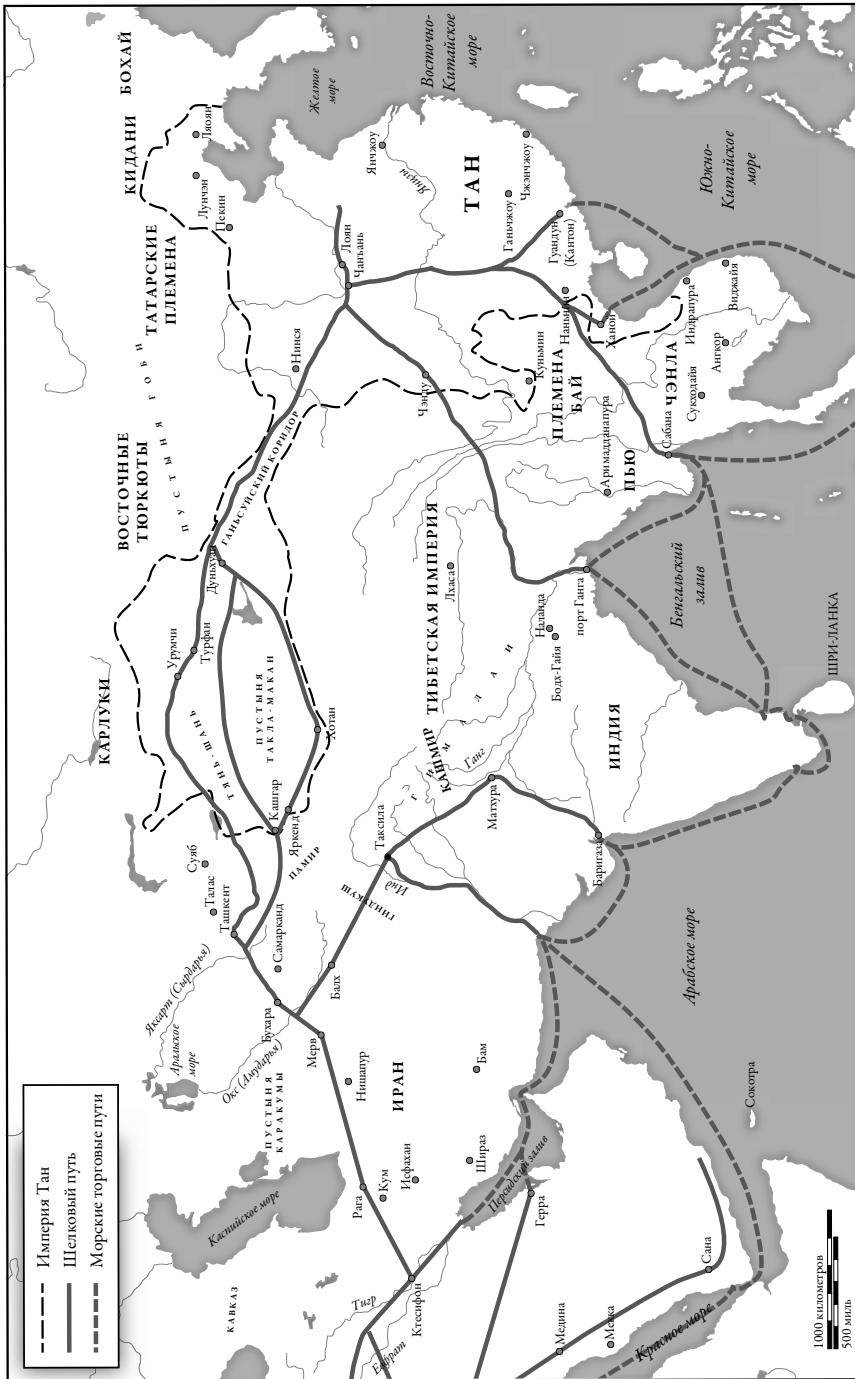 Империя Тан
Шелковый путь
Морские торговые пути
КАВКАЗ
Каспийское море
Аральское
море
Яксарт (Сырдарья)
Окс (Амударья)
ПУСТЫНЯ
КАРАКУМЫ
Талас
Суяб
Ташкент
Самарканд
Бухара
Мерв
Балх
Нишапур
ИРАН
Рага
Кум
Исфахан
Шираз
Бам
Ктесифон
Тигр
Евфрат
Персидский залив
Герра
Медина
Мекка
Сана
Красное море
Сокотра
Арабское море
1000 километров
500 миль
КАРЛУКИ
ВОСТОЧНЫЕ
ТЮРКЮТЫ
ПУСТЫНЯ ГОБИ
ТАТАРСКИЕ
ПЛЕМЕНА
КИДАНИ
БОХАЙ
Урумчи
Турфан
ТЯНЬ-ШАНЬ
ПУСТЫНЯ
ТАКЛА-МАКАН
Кашгар
Яркенд
Хотан
ПАМИР
ГИНДУКУШ
Дуньхуан
ГАНЬСУЙСКИЙ КОРИДОР
Нинся
Пекин
Лунчэн
Ляоян
Желтое
море
Восточно-
Китайское
море
Лоян
Чанъань
Янчжоу
Янцзы
ТАН
Чэнду
Ганьчжоу
Чжэнчжоу
Гуандун
(Кантон)
Южно-
Китайское
море
Таксила
Инд
КАШМИР
ГИМАЛАИ
Ганг
Матхура
Баригаза
ИНДИЯ
ТИБЕТСКАЯ ИМПЕРИЯ
Лхаса
Наланда
Бодх-Гайя
порт Ганга
Бенгальский
залив
ШРИ-ЛАНКА
Куньмин
ПЛЕМЕНА
БАЙ
Наньнин
Ханой
Аримадданапура
ПЬЮ
Сабана
ЧЭНЛА
Сукходайя
Ангкор
Индрапура
Виджайя